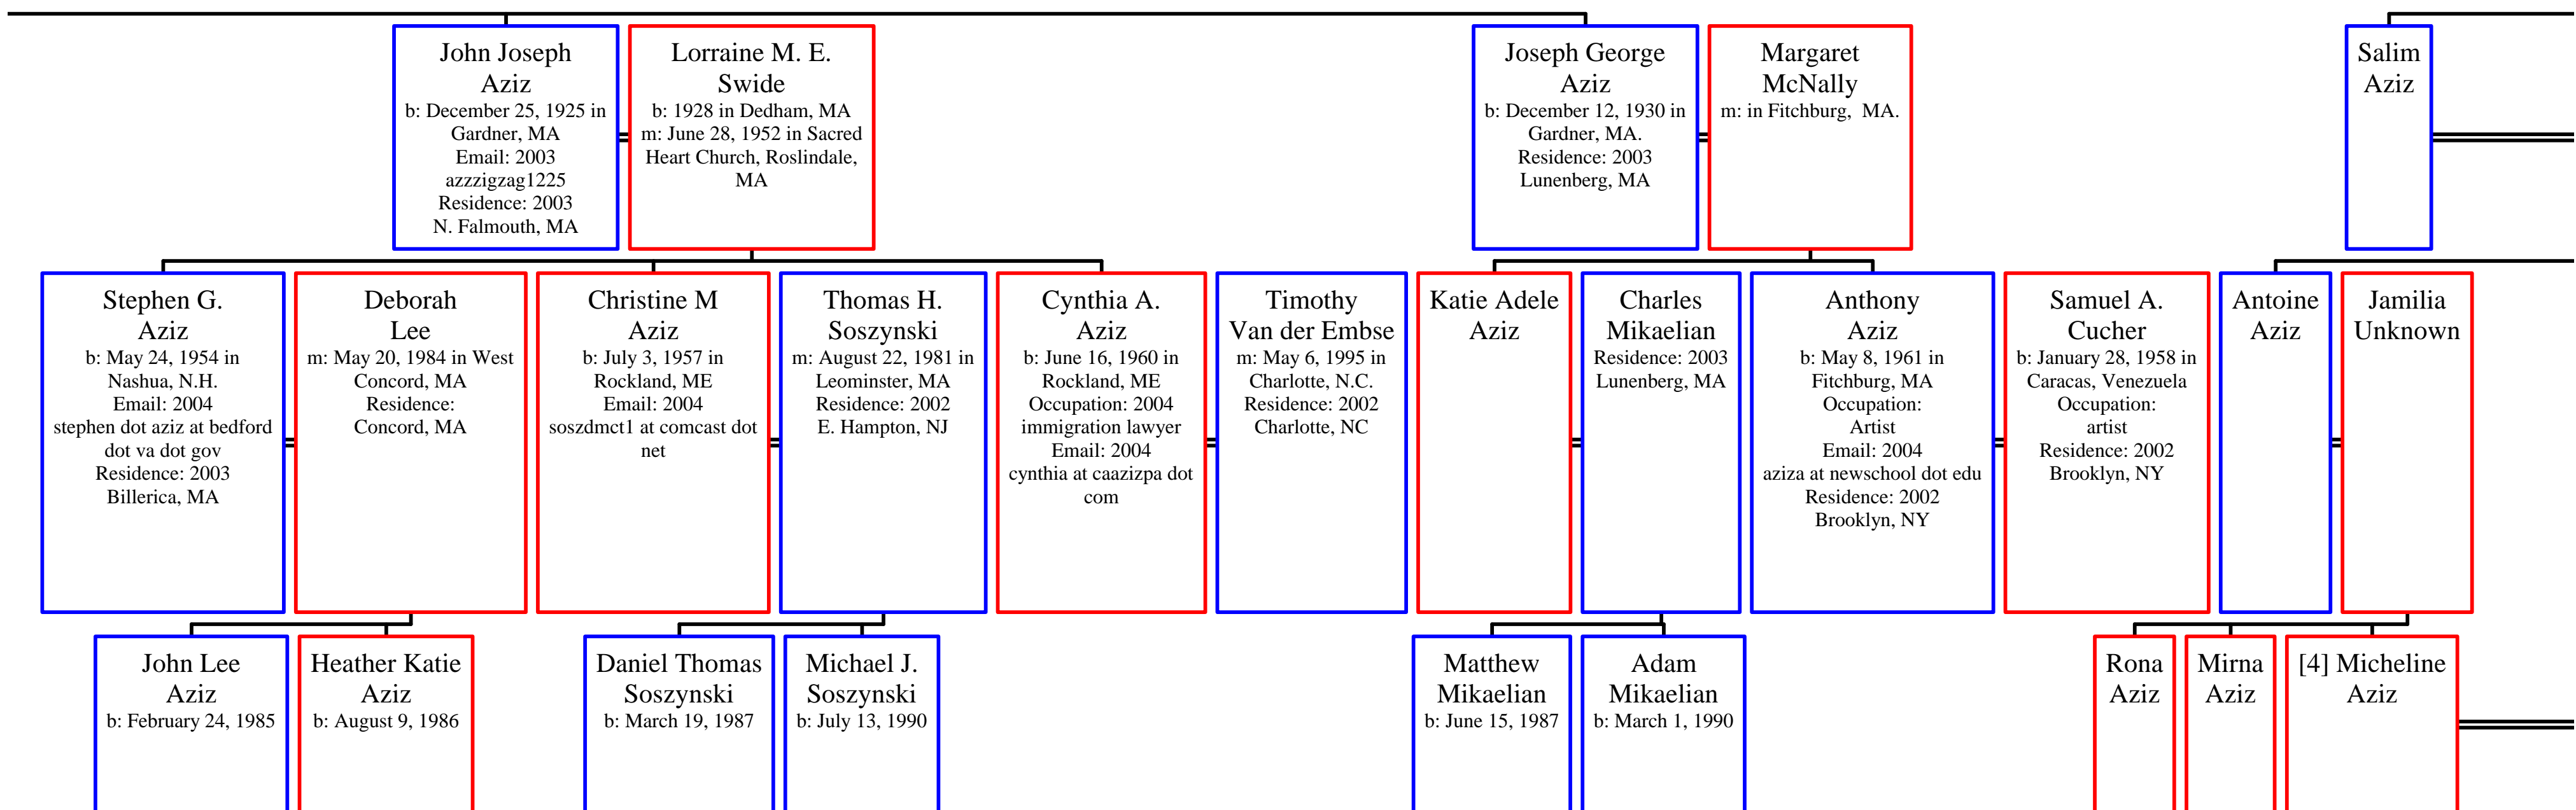 John Joseph
Aziz
b: December 25, 1925 in
Gardner, MA
Email: 2003
azzzigzag1225
Residence: 2003
N. Falmouth, MA
Lorraine M. E.
Swide
b: 1928 in Dedham, MA
m: June 28, 1952 in Sacred
Heart Church, Roslindale,
MA
Joseph George
Aziz
b: December 12, 1930 in
Gardner, MA.
Residence: 2003
Lunenberg, MA
Margaret
McNally
m: in Fitchburg,  MA.
Salim
Aziz
Stephen G.
Aziz
b: May 24, 1954 in
Nashua, N.H.
Email: 2004
stephen dot aziz at bedford
dot va dot gov
Residence: 2003
Billerica, MA
Deborah
Lee
m: May 20, 1984 in West
Concord, MA
Residence:
Concord, MA
Christine M
Aziz
b: July 3, 1957 in
Rockland, ME
Email: 2004
soszdmct1 at comcast dot
net
Thomas H.
Soszynski
m: August 22, 1981 in
Leominster, MA
Residence: 2002
E. Hampton, NJ
Cynthia A.
Aziz
b: June 16, 1960 in
Rockland, ME
Occupation: 2004
immigration lawyer
Email: 2004
cynthia at caazizpa dot
com
Timothy
Van der Embse
m: May 6, 1995 in
Charlotte, N.C.
Residence: 2002
Charlotte, NC
Katie Adele
Aziz
Charles
Mikaelian
Residence: 2003
Lunenberg, MA
Anthony
Aziz
b: May 8, 1961 in
Fitchburg, MA
Occupation:
Artist
Email: 2004
aziza at newschool dot edu
Residence: 2002
Brooklyn, NY
Samuel A.
Cucher
b: January 28, 1958 in
Caracas, Venezuela
Occupation:
artist
Residence: 2002
Brooklyn, NY
Antoine
Aziz
Jamilia
Unknown
John Lee
Aziz
b: February 24, 1985
Heather Katie
Aziz
b: August 9, 1986
Daniel Thomas
Soszynski
b: March 19, 1987
Michael J.
Soszynski
b: July 13, 1990
Matthew
Mikaelian
b: June 15, 1987
Adam
Mikaelian
b: March 1, 1990
Rona
Aziz
Mirna
Aziz
[4] Micheline
Aziz